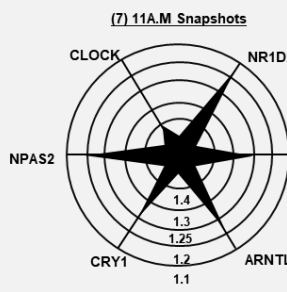 (7) 11A.M Snapshots
CLOCK
NR1D
NPAS2
1.4
1.3
1.25
1.2
1.1
CRY1
ARNTL